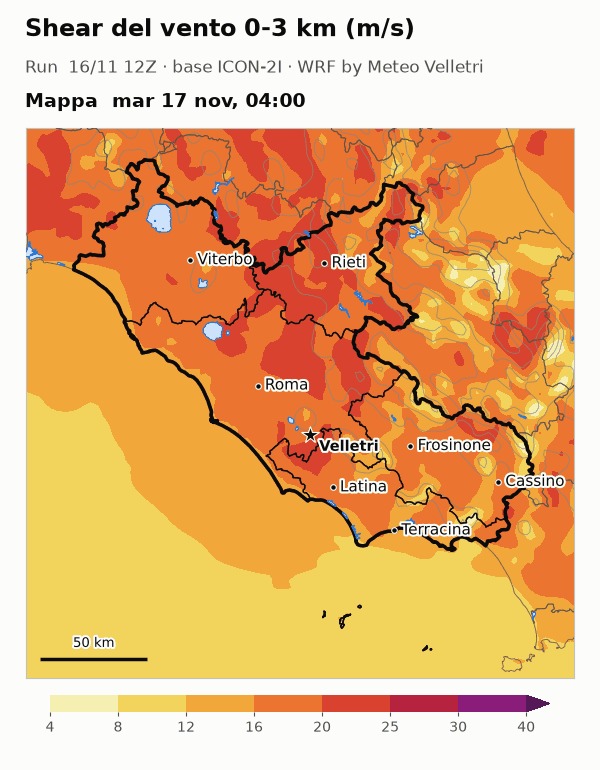 Shear del vento 0-3 km (m/s)
Run  16/11 12Z · base ICON-2I · WRF by Meteo Velletri
Mappa  mar 17 nov, 04:00
Viterbo
Rieti
Roma
Velletri
Frosinone
Latina
Cassino
Terracina
50 km
4 8 12 16 20 25 30 40